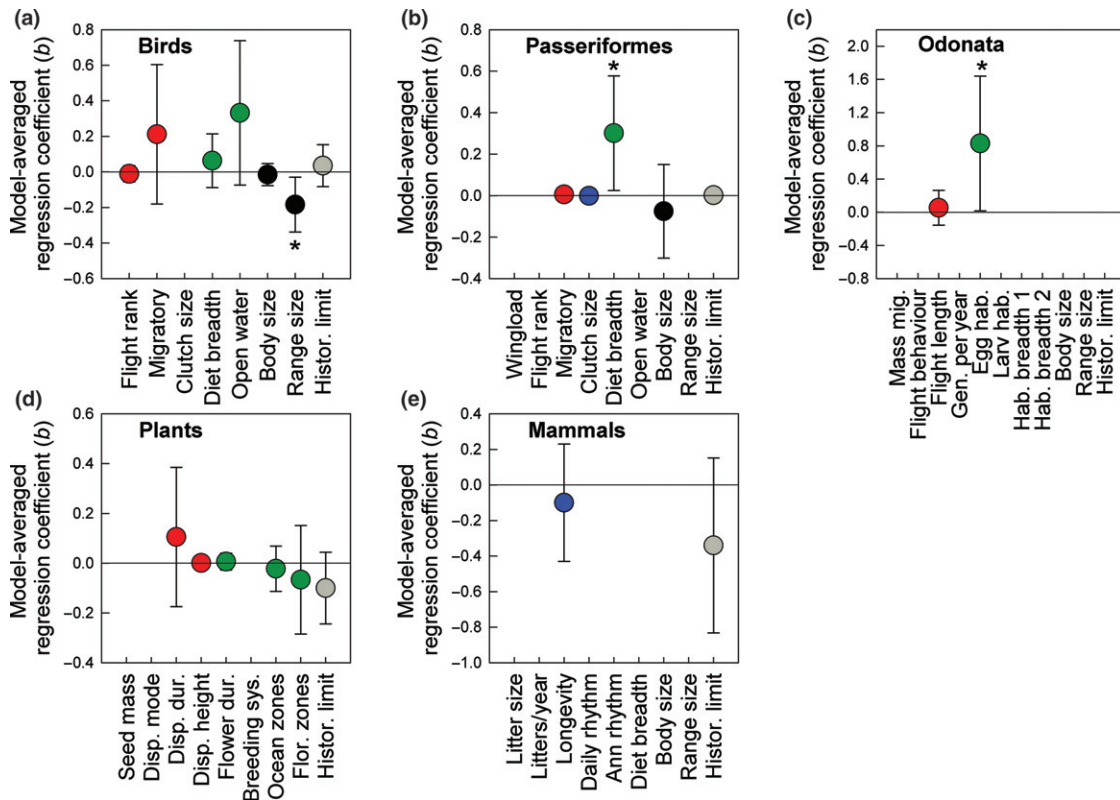 (a)
Birds
Model-averaged
regression coefficient (b)
0.8
0.6
0.4
0.2
0.0
−0.2
−0.4
−0.6
*
Flight rank
Migratory
Clutch size
Diet breadth
Open water
Body size
Range size
Histor. limit
(b)
Passeriformes
Model-averaged
regression coefficient (b)
0.8
0.6
0.4
0.2
0.0
−0.2
−0.4
*
Wingload
Flight rank
Migratory
Clutch size
Diet breadth
Open water
Body size
Range size
Histor. limit
(c)
Odonata
Model-averaged
regression coefficient (b)
2.0
1.6
1.2
0.8
0.4
0.0
−0.4
−0.8
*
Mass mig.
Flight behaviour
Flight length
Gen. per year
Egg hab.
Larv hab.
Hab. breadth 1
Hab. breadth 2
Body size
Range size
Histor. limit
(d)
Plants
Model-averaged
regression coefficient (b)
0.6
0.4
0.2
0.0
−0.2
−0.4
Seed mass
Disp. mode
Disp. dur.
Disp. height
Flower dur.
Breeding sys.
Ocean zones
Flor. zones
Histor. limit
(e)
Mammals
Model-averaged
regression coefficient (b)
0.4
0.2
0.0
−0.2
−0.4
−0.6
−0.8
−1.0
Litter size
Litters/year
Longevity
Daily rhythm
Ann rhythm
Diet breadth
Body size
Range size
Histor. limit